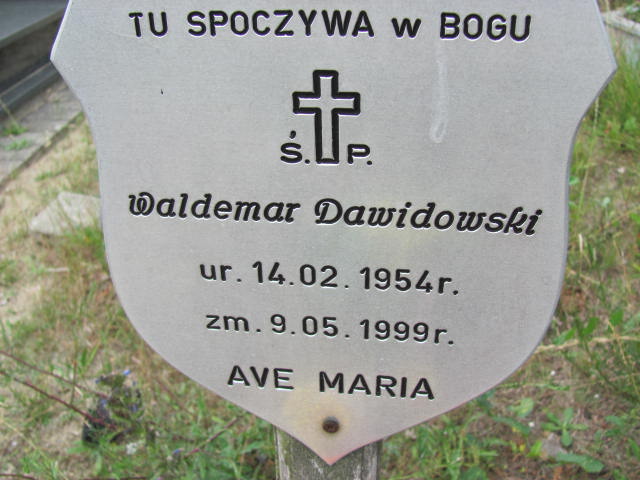 TU SPOCZYWA w BOGU
Ś.P.
Waldemar Dawidowski
ur. 14.02.1954r.
zm. 9.05.1999r.
AVE MARIA